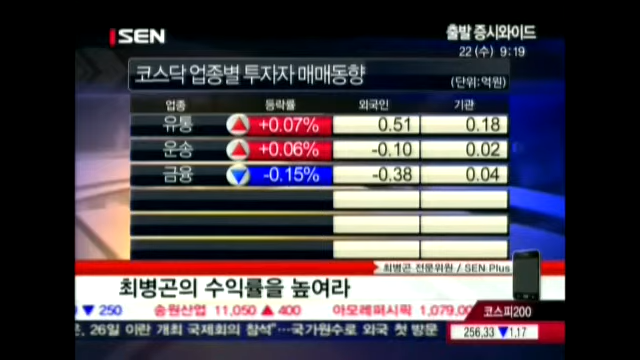 SEN
출발 증시와이드
22 (수) 9:19
코스닥 업종별 투자자 매매동향
(단위:억원)
업종 등락률 외국인 기관
유통 ▲ +0.07% 0.51 0.18
운송 ▲ +0.06% -0.10 0.02
금융 ▼ -0.15% -0.38 0.04
최병곤 전문위원 / SEN Plus
최병곤의 수익률을 높여라
▼ 250 송원산업 11,050 ▲ 400 아모레퍼시픽 1,079,00
코스피200
, 26일 이란 개최 국제회의 참석"…국가원수로 외국 첫 방문
256.33 ▼1.17